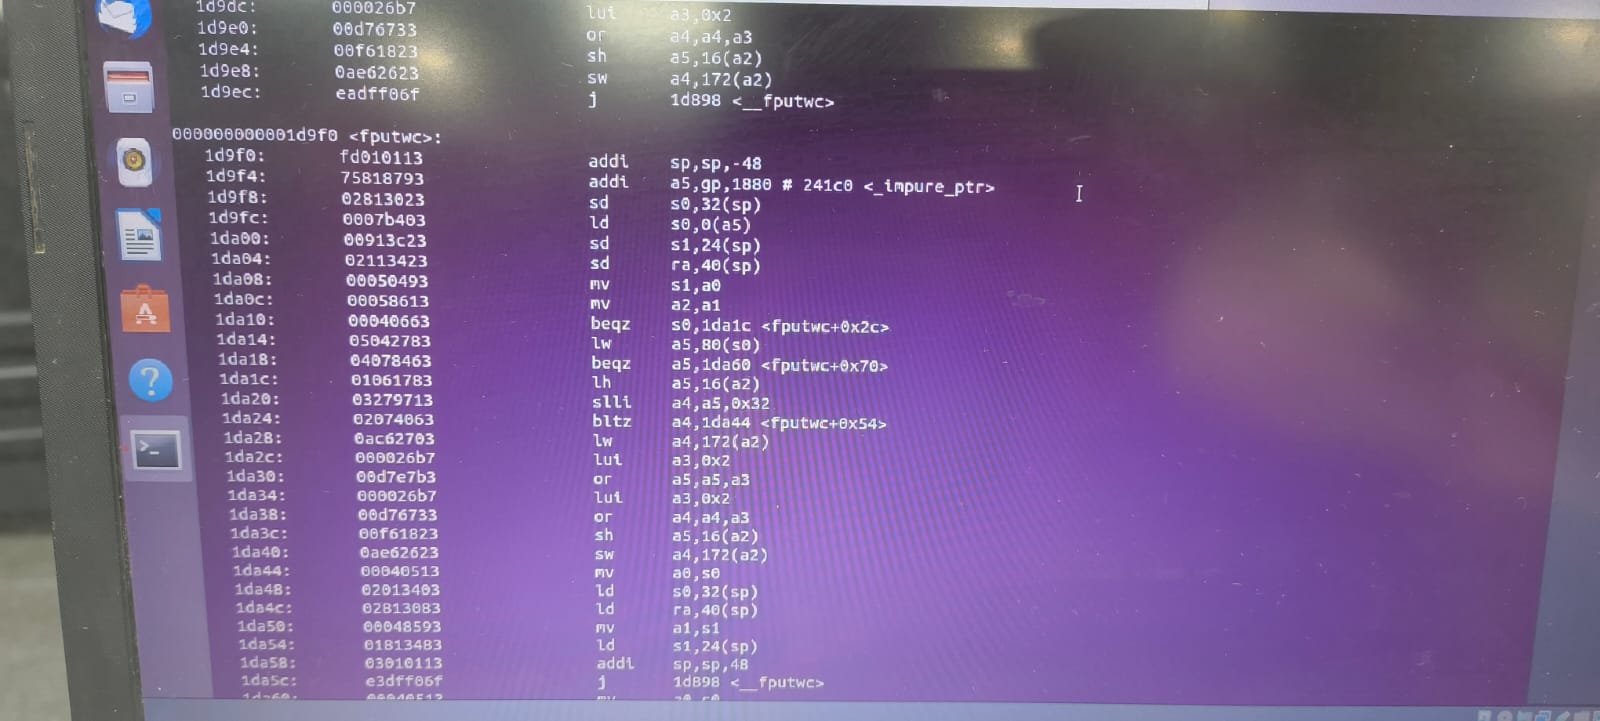 1d9dc: 000026b7 lui a3,0x2
1d9e0: 00d76733 or a4,a4,a3
1d9e4: 00f61823 sh a5,16(a2)
1d9e8: 0ae62623 sw a4,172(a2)
1d9ec: eadff06f j 1d898 <__fputwc>
000000000001d9f0 <fputwc>:
1d9f0: fd010113 addi sp,sp,-48
1d9f4: 75818793 addi a5,gp,1880 # 241c0 <_impure_ptr>
1d9f8: 02813023 sd s0,32(sp)
1d9fc: 0007b403 ld s0,0(a5)
1da00: 00913c23 sd s1,24(sp)
1da04: 02113423 sd ra,40(sp)
1da08: 00050493 mv s1,a0
1da0c: 00058613 mv a2,a1
1da10: 00040663 beqz s0,1da1c <fputwc+0x2c>
1da14: 05042783 lw a5,80(s0)
1da18: 04078463 beqz a5,1da60 <fputwc+0x70>
1da1c: 01061783 lh a5,16(a2)
1da20: 03279713 slli a4,a5,0x32
1da24: 02074063 bltz a4,1da44 <fputwc+0x54>
1da28: 0ac62703 lw a4,172(a2)
1da2c: 000026b7 lui a3,0x2
1da30: 00d7e7b3 or a5,a5,a3
1da34: 000026b7 lui a3,0x2
1da38: 00d76733 or a4,a4,a3
1da3c: 00f61823 sh a5,16(a2)
1da40: 0ae62623 sw a4,172(a2)
1da44: 00040513 mv a0,s0
1da48: 02013403 ld s0,32(sp)
1da4c: 02813083 ld ra,40(sp)
1da50: 00048593 mv a1,s1
1da54: 01813483 ld s1,24(sp)
1da58: 03010113 addi sp,sp,48
1da5c: e3dff06f j 1d898 <__fputwc>
1da60: 00040513 mv a0,s0